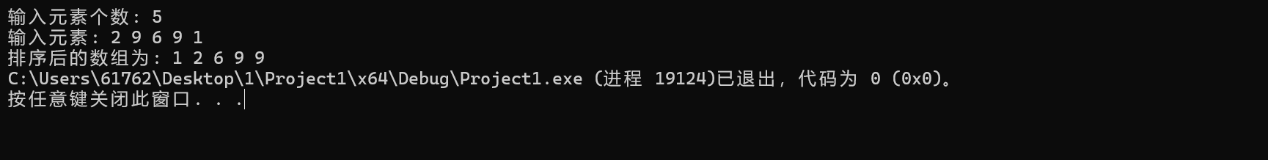 输入元素个数: 5
输入元素: 2 9 6 9 1
排序后的数组为: 1 2 6 9 9
C:\Users\61762\Desktop\1\Project1\x64\Debug\Project1.exe (进程 19124)已退出，代码为 0 (0x0)。
按任意键关闭此窗口. . .